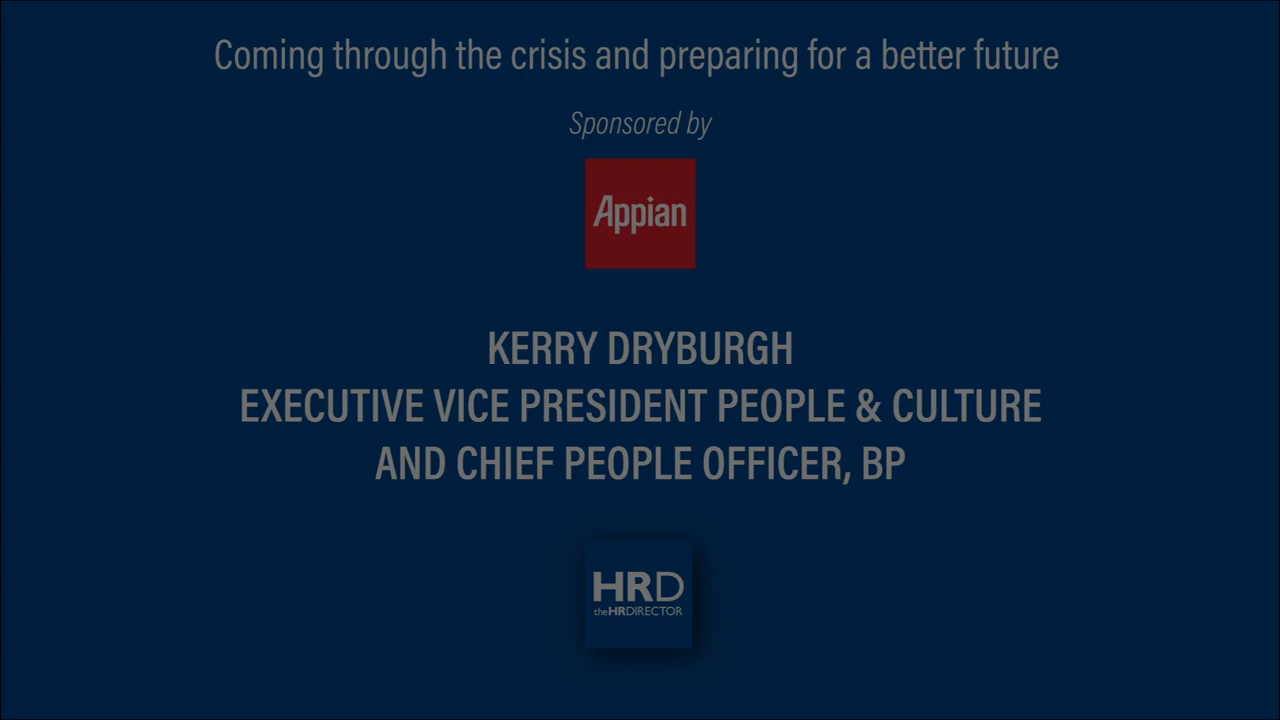 Coming through the crisis and preparing for a better future
Sponsored by
Appian
KERRY DRYBURGH
EXECUTIVE VICE PRESIDENT PEOPLE & CULTURE
AND CHIEF PEOPLE OFFICER, BP
HRD
theHRDIRECTOR